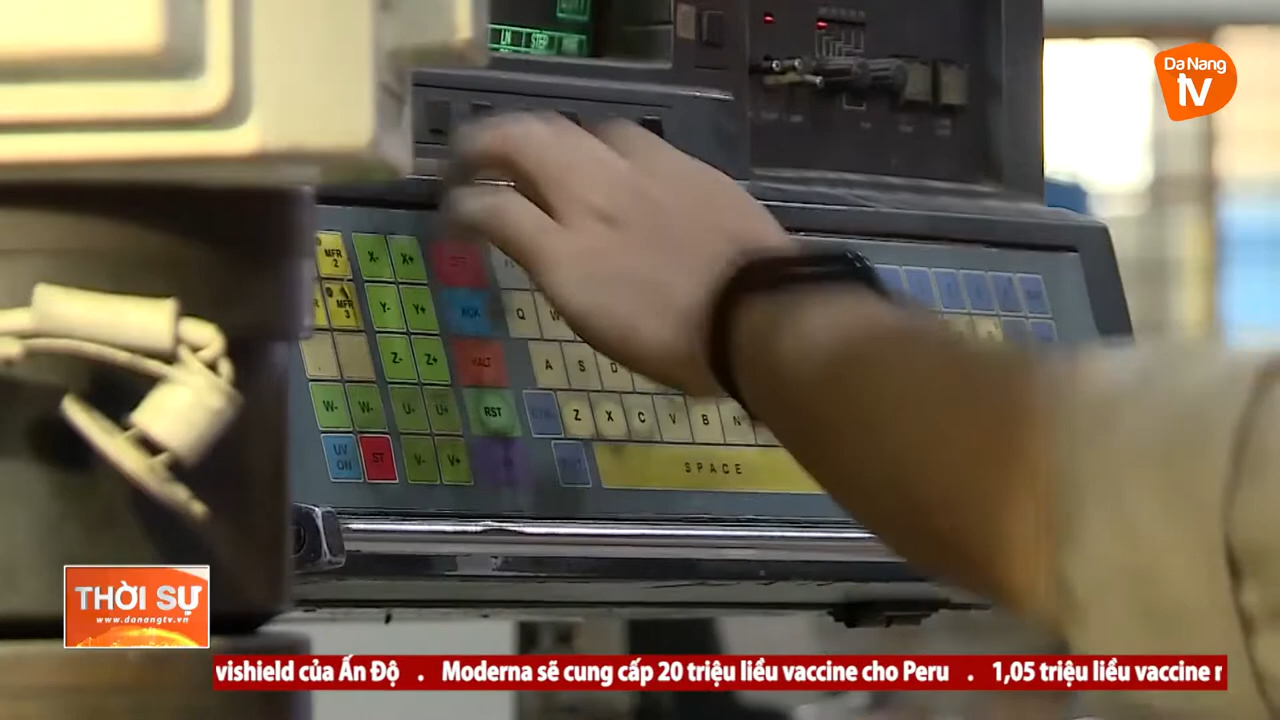 LN STEP
Da Nang
tv
MFR 2 X- X+ OFF
MFR 3 Y- Y+ Q W
Z- Z+ HALT A S D
W- W- U- U+ RST Z X C V B N
UV ON ST V- V+ SPACE
THỜI SỰ
www.danangtv.vn
vishield của Ấn Độ . Moderna sẽ cung cấp 20 triệu liều vaccine cho Peru . 1,05 triệu liều vaccine